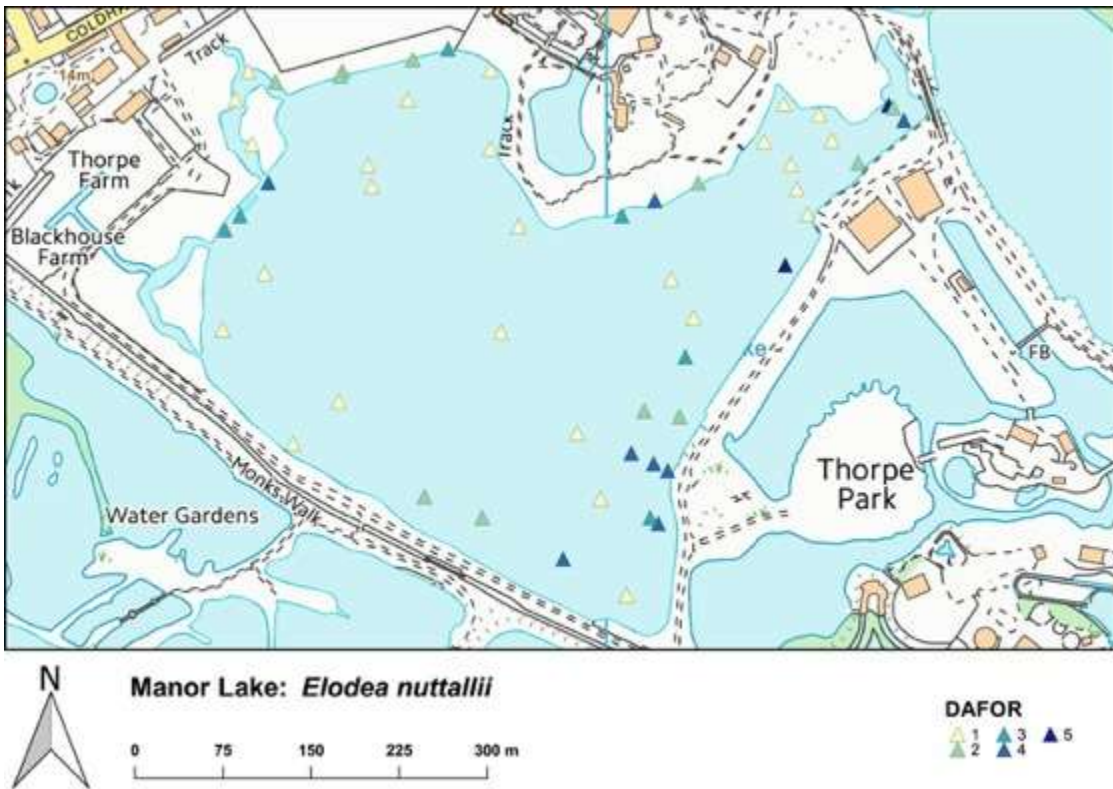 COLDHA
Track
14m
Thorpe
Farm
Track
Blackhouse
Farm
ke
FB
Thorpe
Park
Monks Walk
Water Gardens
N
Manor Lake: Elodea nuttallii
0 75 150 225 300 m
DAFOR
1 3 5
2 4